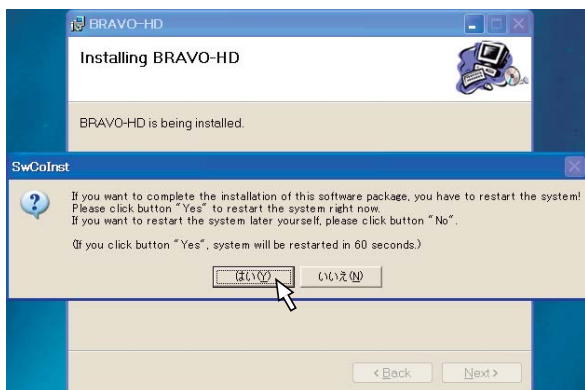 BRAVO-HD
Installing BRAVO-HD
BRAVO-HD is being installed.
SwCoInst
If you want to complete the installation of this software package, you have to restart the system!
Please click button "Yes" to restart the system right now.
If you want to restart the system later yourself, please click button "No".
(If you click button "Yes", system will be restarted in 60 seconds.)
はい(Y) いいえ(N)
< Back Next >